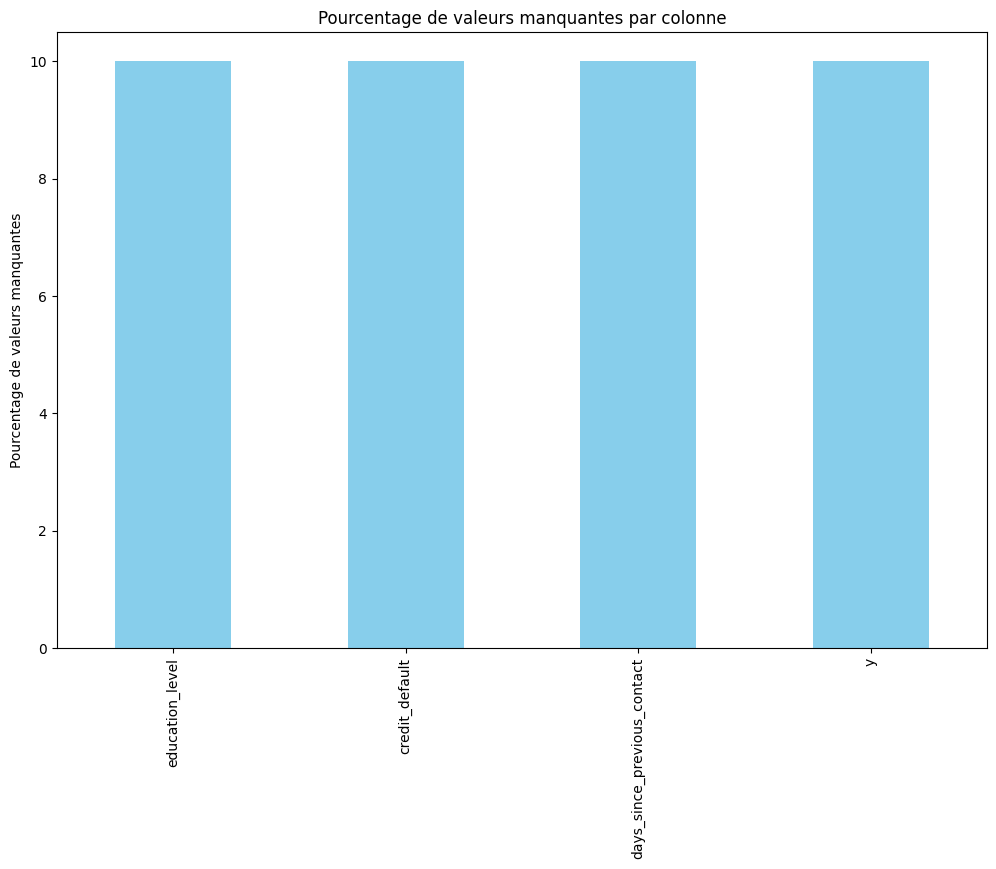 Pourcentage de valeurs manquantes par colonne
Pourcentage de valeurs manquantes
10
8
6
4
2
0
education_level
credit_default
days_since_previous_contact
y